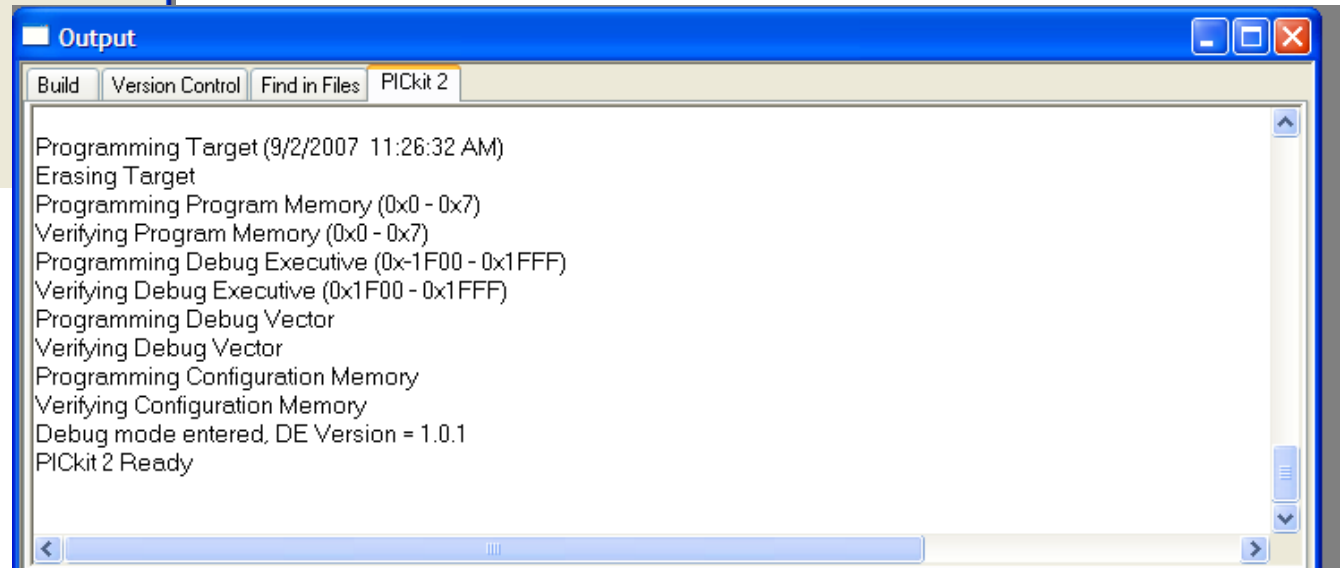 Output
Build Version Control Find in Files PICkit 2
Programming Target (9/2/2007 11:26:32 AM)
Erasing Target
Programming Program Memory (0x0 - 0x7)
Verifying Program Memory (0x0 - 0x7)
Programming Debug Executive (0x-1F00 - 0x1FFF)
Verifying Debug Executive (0x1F00 - 0x1FFF)
Programming Debug Vector
Verifying Debug Vector
Programming Configuration Memory
Verifying Configuration Memory
Debug mode entered, DE Version = 1.0.1
PICkit 2 Ready